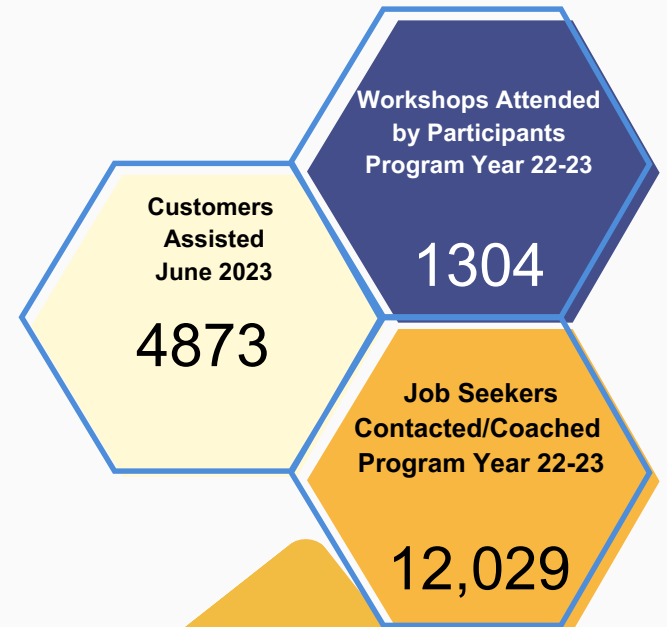 Workshops Attended
by Participants
Program Year 22-23
1304
Customers
Assisted
June 2023
4873
Job Seekers
Contacted/Coached
Program Year 22-23
12,029